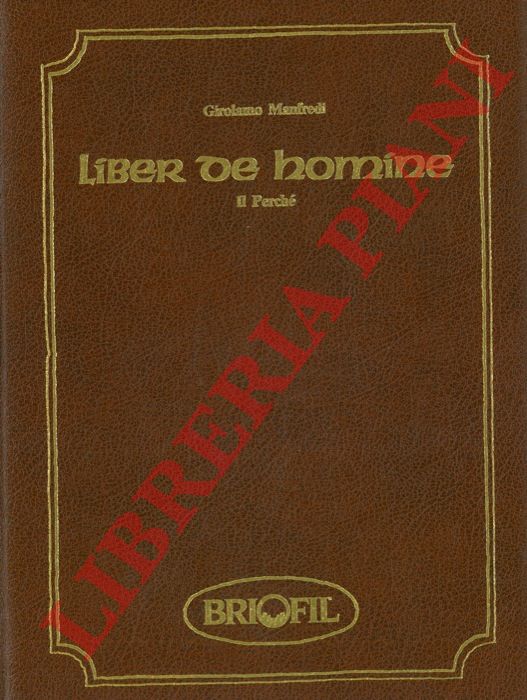 Girolamo Manfredi
Liber de homine
Il Perché
LIBRERIA PIANI
BRIOFIL